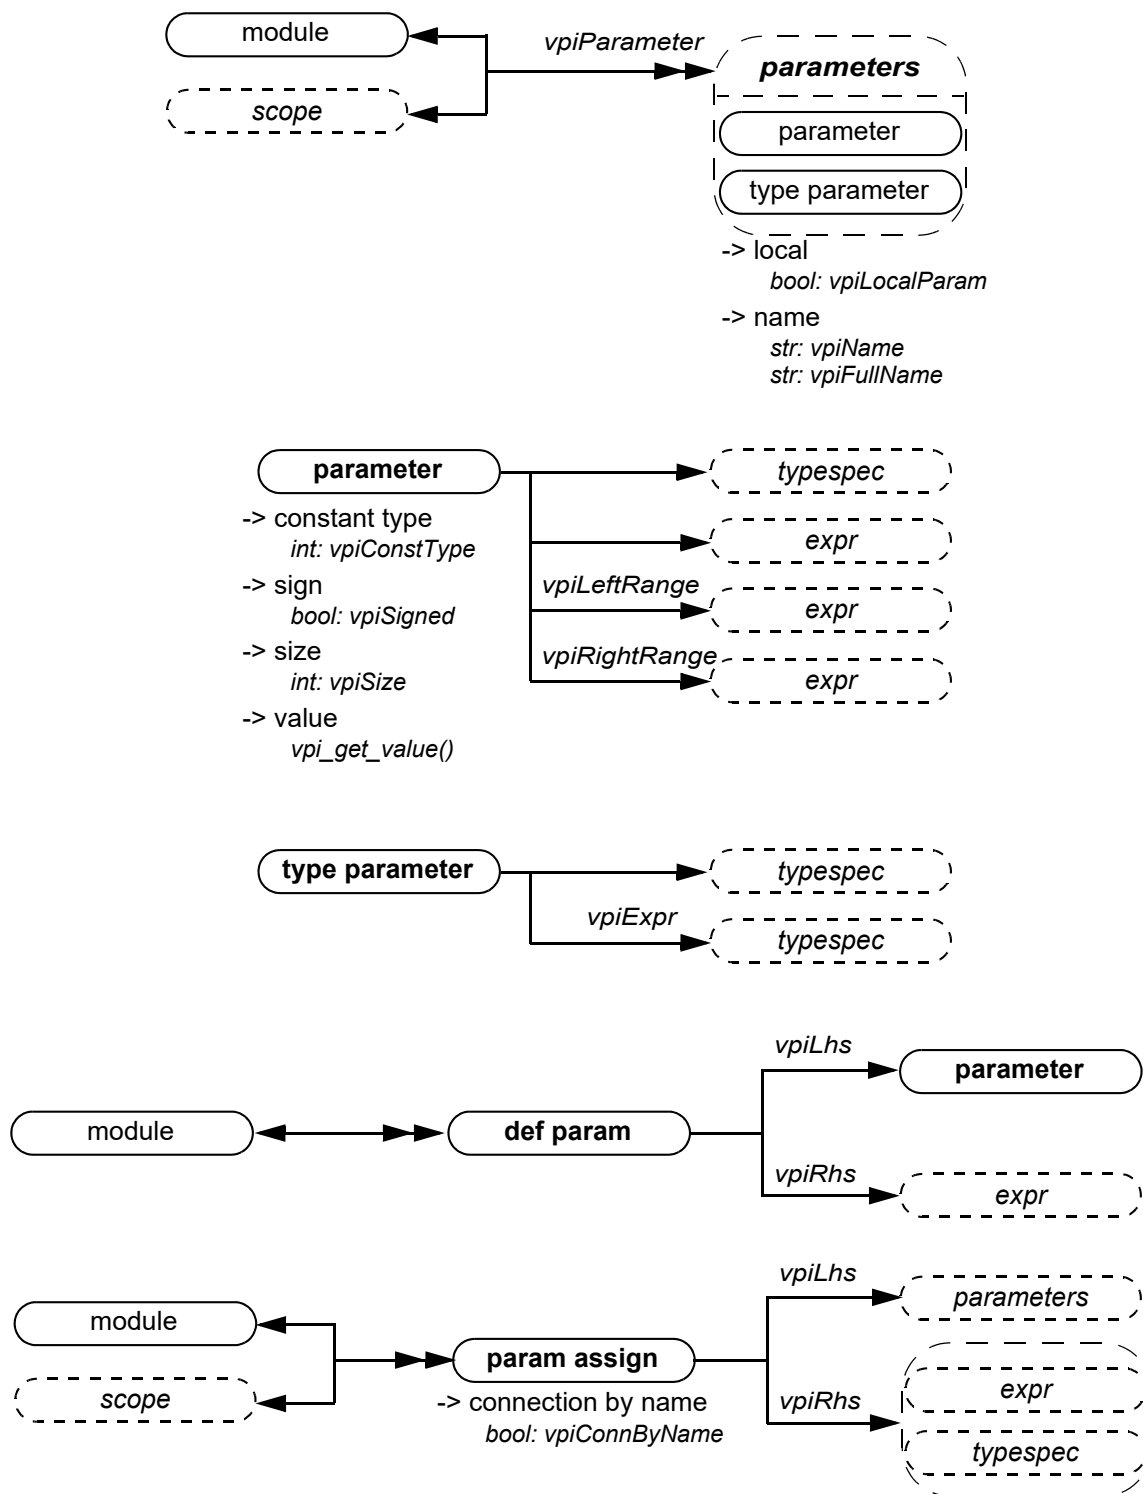 module
vpiParameter
parameters
scope
parameter
type parameter
-> local
bool: vpiLocalParam
-> name
str: vpiName
str: vpiFullName
parameter
typespec
-> constant type
int: vpiConstType
expr
-> sign
bool: vpiSigned
vpiLeftRange
expr
-> size
int: vpiSize
vpiRightRange
expr
-> value
vpi_get_value()
type parameter
typespec
vpiExpr
typespec
vpiLhs
parameter
module
def param
vpiRhs
expr
vpiLhs
parameters
module
param assign
scope
-> connection by name
bool: vpiConnByName
vpiRhs
expr
typespec